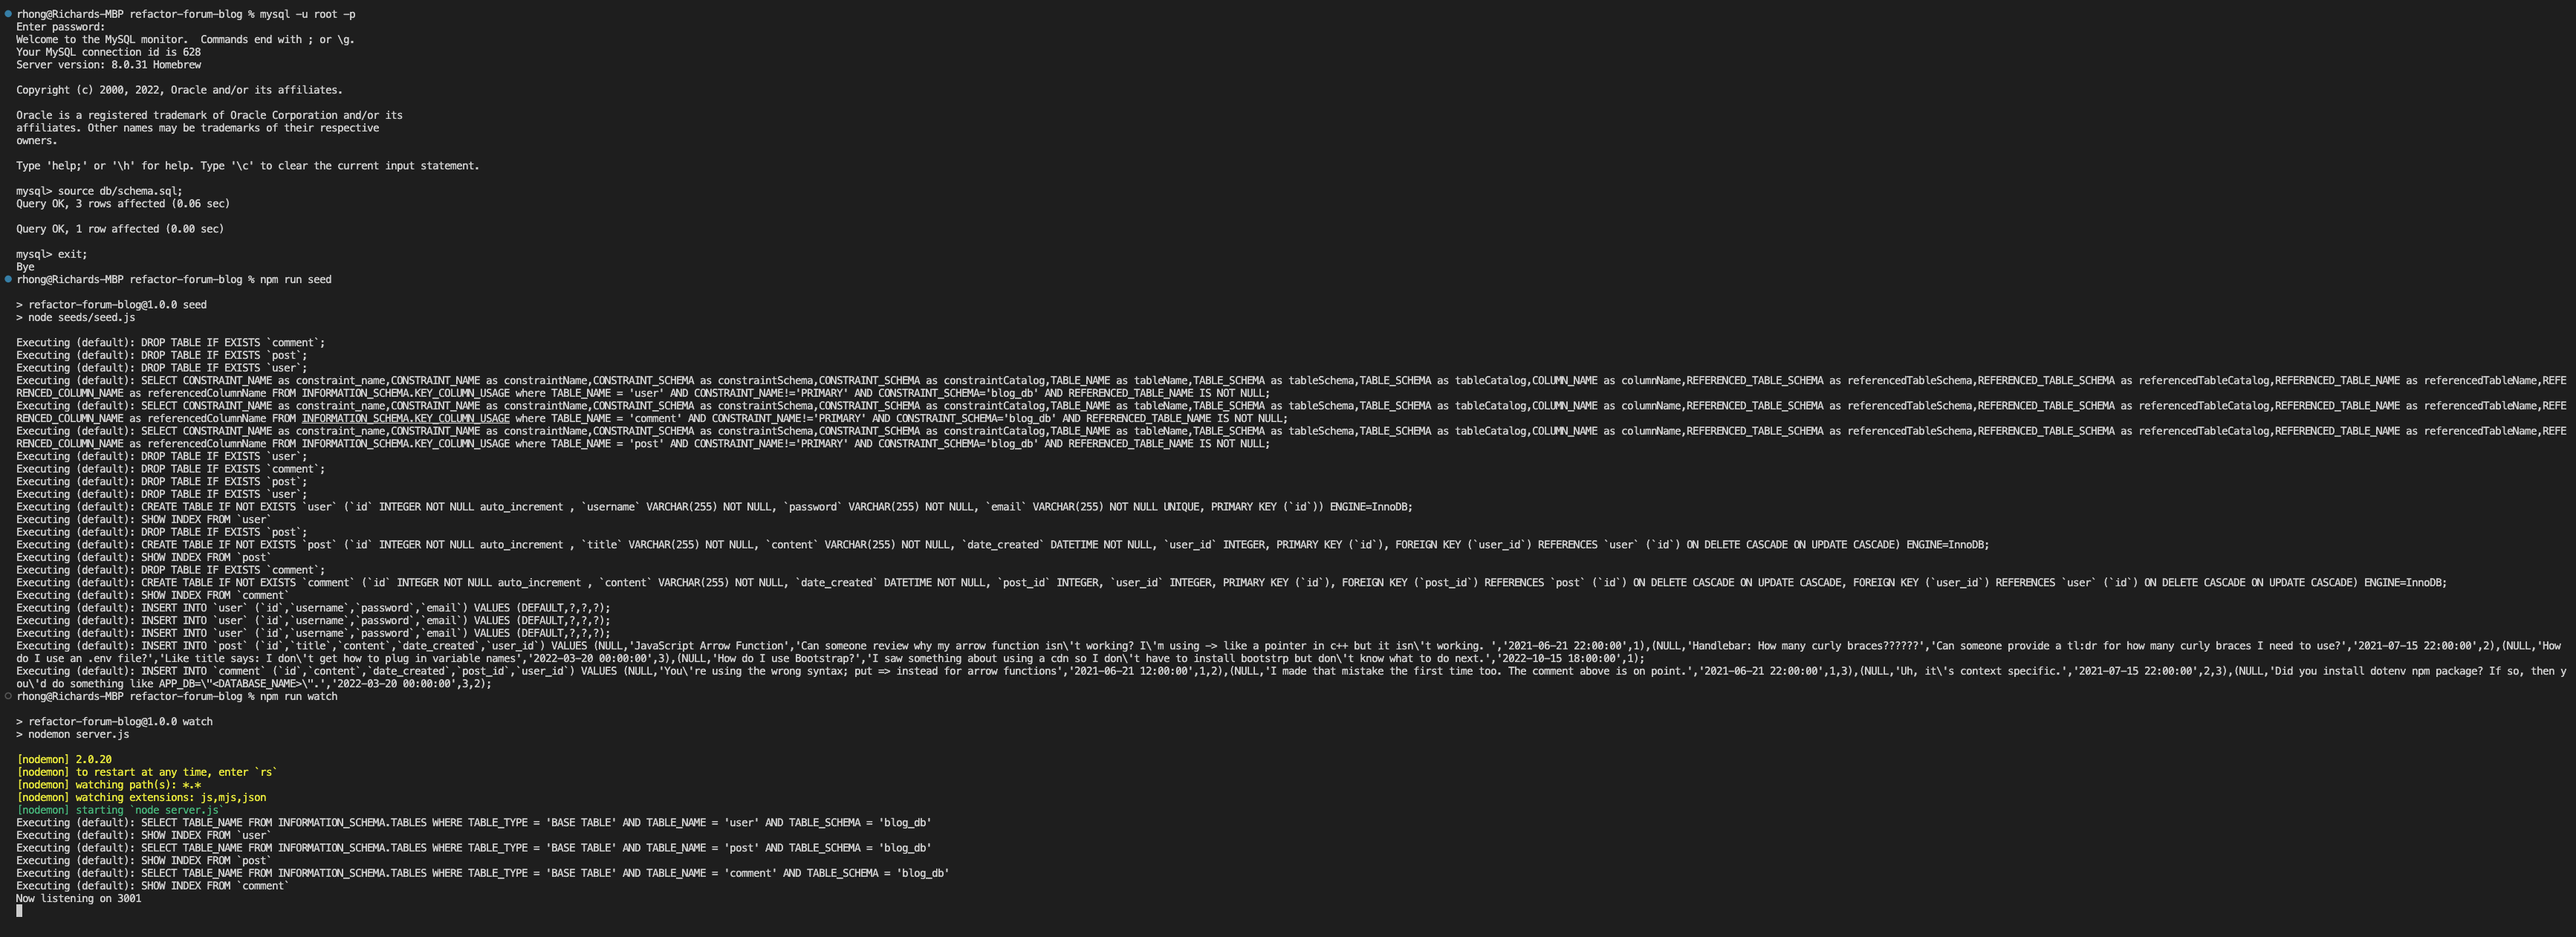 rhong@Richards-MBP refactor-forum-blog % mysql -u root -p
Enter password:
Welcome to the MySQL monitor.  Commands end with ; or \g.
Your MySQL connection id is 628
Server version: 8.0.31 Homebrew

Copyright (c) 2000, 2022, Oracle and/or its affiliates.

Oracle is a registered trademark of Oracle Corporation and/or its
affiliates. Other names may be trademarks of their respective
owners.

Type 'help;' or '\h' for help. Type '\c' to clear the current input statement.

mysql> source db/schema.sql;
Query OK, 3 rows affected (0.06 sec)

Query OK, 1 row affected (0.00 sec)

mysql> exit;
Bye
rhong@Richards-MBP refactor-forum-blog % npm run seed

> refactor-forum-blog@1.0.0 seed
> node seeds/seed.js

Executing (default): DROP TABLE IF EXISTS `comment`;
Executing (default): DROP TABLE IF EXISTS `post`;
Executing (default): DROP TABLE IF EXISTS `user`;
Executing (default): SELECT CONSTRAINT_NAME as constraint_name,CONSTRAINT_NAME as constraintName,CONSTRAINT_SCHEMA as constraintSchema,CONSTRAINT_SCHEMA as constraintCatalog,TABLE_NAME as tableName,TABLE_SCHEMA as tableSchema,TABLE_SCHEMA as tableCatalog,COLUMN_NAME as columnName,REFERENCED_TABLE_SCHEMA as referencedTableSchema,REFERENCED_TABLE_SCHEMA as referencedTableCatalog,REFERENCED_TABLE_NAME as referencedTableName,REFE
RENCED_COLUMN_NAME as referencedColumnName FROM INFORMATION_SCHEMA.KEY_COLUMN_USAGE where TABLE_NAME = 'user' AND CONSTRAINT_NAME!='PRIMARY' AND CONSTRAINT_SCHEMA='blog_db' AND REFERENCED_TABLE_NAME IS NOT NULL;
Executing (default): SELECT CONSTRAINT_NAME as constraint_name,CONSTRAINT_NAME as constraintName,CONSTRAINT_SCHEMA as constraintSchema,CONSTRAINT_SCHEMA as constraintCatalog,TABLE_NAME as tableName,TABLE_SCHEMA as tableSchema,TABLE_SCHEMA as tableCatalog,COLUMN_NAME as columnName,REFERENCED_TABLE_SCHEMA as referencedTableSchema,REFERENCED_TABLE_SCHEMA as referencedTableCatalog,REFERENCED_TABLE_NAME as referencedTableName,REFE
RENCED_COLUMN_NAME as referencedColumnName FROM INFORMATION_SCHEMA.KEY_COLUMN_USAGE where TABLE_NAME = 'comment' AND CONSTRAINT_NAME!='PRIMARY' AND CONSTRAINT_SCHEMA='blog_db' AND REFERENCED_TABLE_NAME IS NOT NULL;
Executing (default): SELECT CONSTRAINT_NAME as constraint_name,CONSTRAINT_NAME as constraintName,CONSTRAINT_SCHEMA as constraintSchema,CONSTRAINT_SCHEMA as constraintCatalog,TABLE_NAME as tableName,TABLE_SCHEMA as tableSchema,TABLE_SCHEMA as tableCatalog,COLUMN_NAME as columnName,REFERENCED_TABLE_SCHEMA as referencedTableSchema,REFERENCED_TABLE_SCHEMA as referencedTableCatalog,REFERENCED_TABLE_NAME as referencedTableName,REFE
RENCED_COLUMN_NAME as referencedColumnName FROM INFORMATION_SCHEMA.KEY_COLUMN_USAGE where TABLE_NAME = 'post' AND CONSTRAINT_NAME!='PRIMARY' AND CONSTRAINT_SCHEMA='blog_db' AND REFERENCED_TABLE_NAME IS NOT NULL;
Executing (default): DROP TABLE IF EXISTS `user`;
Executing (default): DROP TABLE IF EXISTS `comment`;
Executing (default): DROP TABLE IF EXISTS `post`;
Executing (default): DROP TABLE IF EXISTS `user`;
Executing (default): CREATE TABLE IF NOT EXISTS `user` (`id` INTEGER NOT NULL auto_increment , `username` VARCHAR(255) NOT NULL, `password` VARCHAR(255) NOT NULL, `email` VARCHAR(255) NOT NULL UNIQUE, PRIMARY KEY (`id`)) ENGINE=InnoDB;
Executing (default): SHOW INDEX FROM `user`
Executing (default): DROP TABLE IF EXISTS `post`;
Executing (default): CREATE TABLE IF NOT EXISTS `post` (`id` INTEGER NOT NULL auto_increment , `title` VARCHAR(255) NOT NULL, `content` VARCHAR(255) NOT NULL, `date_created` DATETIME NOT NULL, `user_id` INTEGER, PRIMARY KEY (`id`), FOREIGN KEY (`user_id`) REFERENCES `user` (`id`) ON DELETE CASCADE ON UPDATE CASCADE) ENGINE=InnoDB;
Executing (default): SHOW INDEX FROM `post`
Executing (default): DROP TABLE IF EXISTS `comment`;
Executing (default): CREATE TABLE IF NOT EXISTS `comment` (`id` INTEGER NOT NULL auto_increment , `content` VARCHAR(255) NOT NULL, `date_created` DATETIME NOT NULL, `post_id` INTEGER, `user_id` INTEGER, PRIMARY KEY (`id`), FOREIGN KEY (`post_id`) REFERENCES `post` (`id`) ON DELETE CASCADE ON UPDATE CASCADE, FOREIGN KEY (`user_id`) REFERENCES `user` (`id`) ON DELETE CASCADE ON UPDATE CASCADE) ENGINE=InnoDB;
Executing (default): SHOW INDEX FROM `comment`
Executing (default): INSERT INTO `user` (`id`,`username`,`password`,`email`) VALUES (DEFAULT,?,?,?);
Executing (default): INSERT INTO `user` (`id`,`username`,`password`,`email`) VALUES (DEFAULT,?,?,?);
Executing (default): INSERT INTO `user` (`id`,`username`,`password`,`email`) VALUES (DEFAULT,?,?,?);
Executing (default): INSERT INTO `post` (`id`,`title`,`content`,`date_created`,`user_id`) VALUES (NULL,'JavaScript Arrow Function','Can someone review why my arrow function isn\'t working? I\'m using -> like a pointer in c++ but it isn\'t working. ','2021-06-21 22:00:00',1),(NULL,'Handlebar: How many curly braces??????','Can someone provide a tl:dr for how many curly braces I need to use?','2021-07-15 22:00:00',2),(NULL,'How
do I use an .env file?','Like title says: I don\'t get how to plug in variable names','2022-03-20 00:00:00',3),(NULL,'How do I use Bootstrap?','I saw something about using a cdn so I don\'t have to install bootstrp but don\'t know what to do next.','2022-10-15 18:00:00',1);
Executing (default): INSERT INTO `comment` (`id`,`content`,`date_created`,`post_id`,`user_id`) VALUES (NULL,'You\'re using the wrong syntax; put => instead for arrow functions','2021-06-21 12:00:00',1,2),(NULL,'I made that mistake the first time too. The comment above is on point.','2021-06-21 22:00:00',1,3),(NULL,'Uh, it\'s context specific.','2021-07-15 22:00:00',2,3),(NULL,'Did you install dotenv npm package? If so, then y
ou\'d do something like APP_DB=\"<DATABASE_NAME>\".','2022-03-20 00:00:00',3,2);
rhong@Richards-MBP refactor-forum-blog % npm run watch

> refactor-forum-blog@1.0.0 watch
> nodemon server.js

[nodemon] 2.0.20
[nodemon] to restart at any time, enter `rs`
[nodemon] watching path(s): *.*
[nodemon] watching extensions: js,mjs,json
[nodemon] starting `node server.js`
Executing (default): SELECT TABLE_NAME FROM INFORMATION_SCHEMA.TABLES WHERE TABLE_TYPE = 'BASE TABLE' AND TABLE_NAME = 'user' AND TABLE_SCHEMA = 'blog_db'
Executing (default): SHOW INDEX FROM `user`
Executing (default): SELECT TABLE_NAME FROM INFORMATION_SCHEMA.TABLES WHERE TABLE_TYPE = 'BASE TABLE' AND TABLE_NAME = 'post' AND TABLE_SCHEMA = 'blog_db'
Executing (default): SHOW INDEX FROM `post`
Executing (default): SELECT TABLE_NAME FROM INFORMATION_SCHEMA.TABLES WHERE TABLE_TYPE = 'BASE TABLE' AND TABLE_NAME = 'comment' AND TABLE_SCHEMA = 'blog_db'
Executing (default): SHOW INDEX FROM `comment`
Now listening on 3001